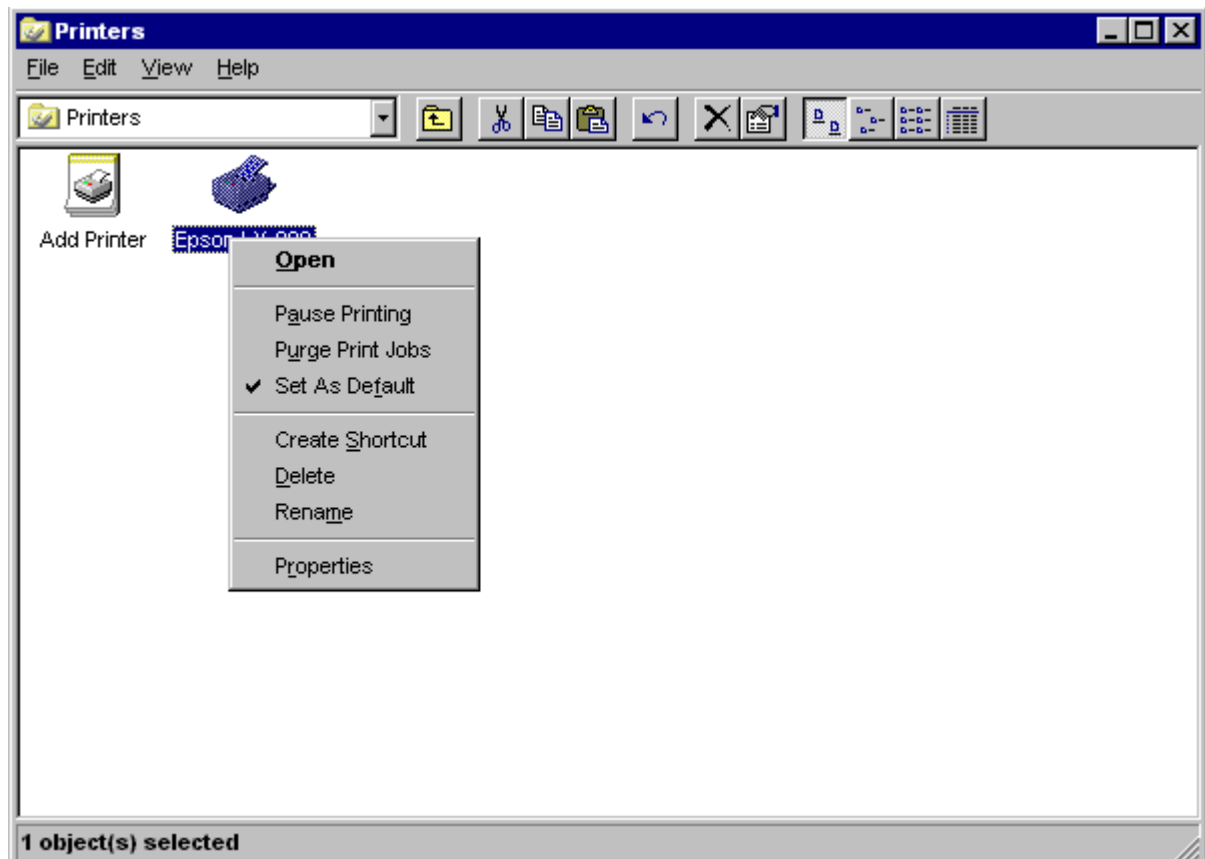 Printers
File Edit View Help
Printers
Add Printer Epson
Open
Pause Printing
Purge Print Jobs
Set As Default
Create Shortcut
Delete
Rename
Properties
1 object(s) selected